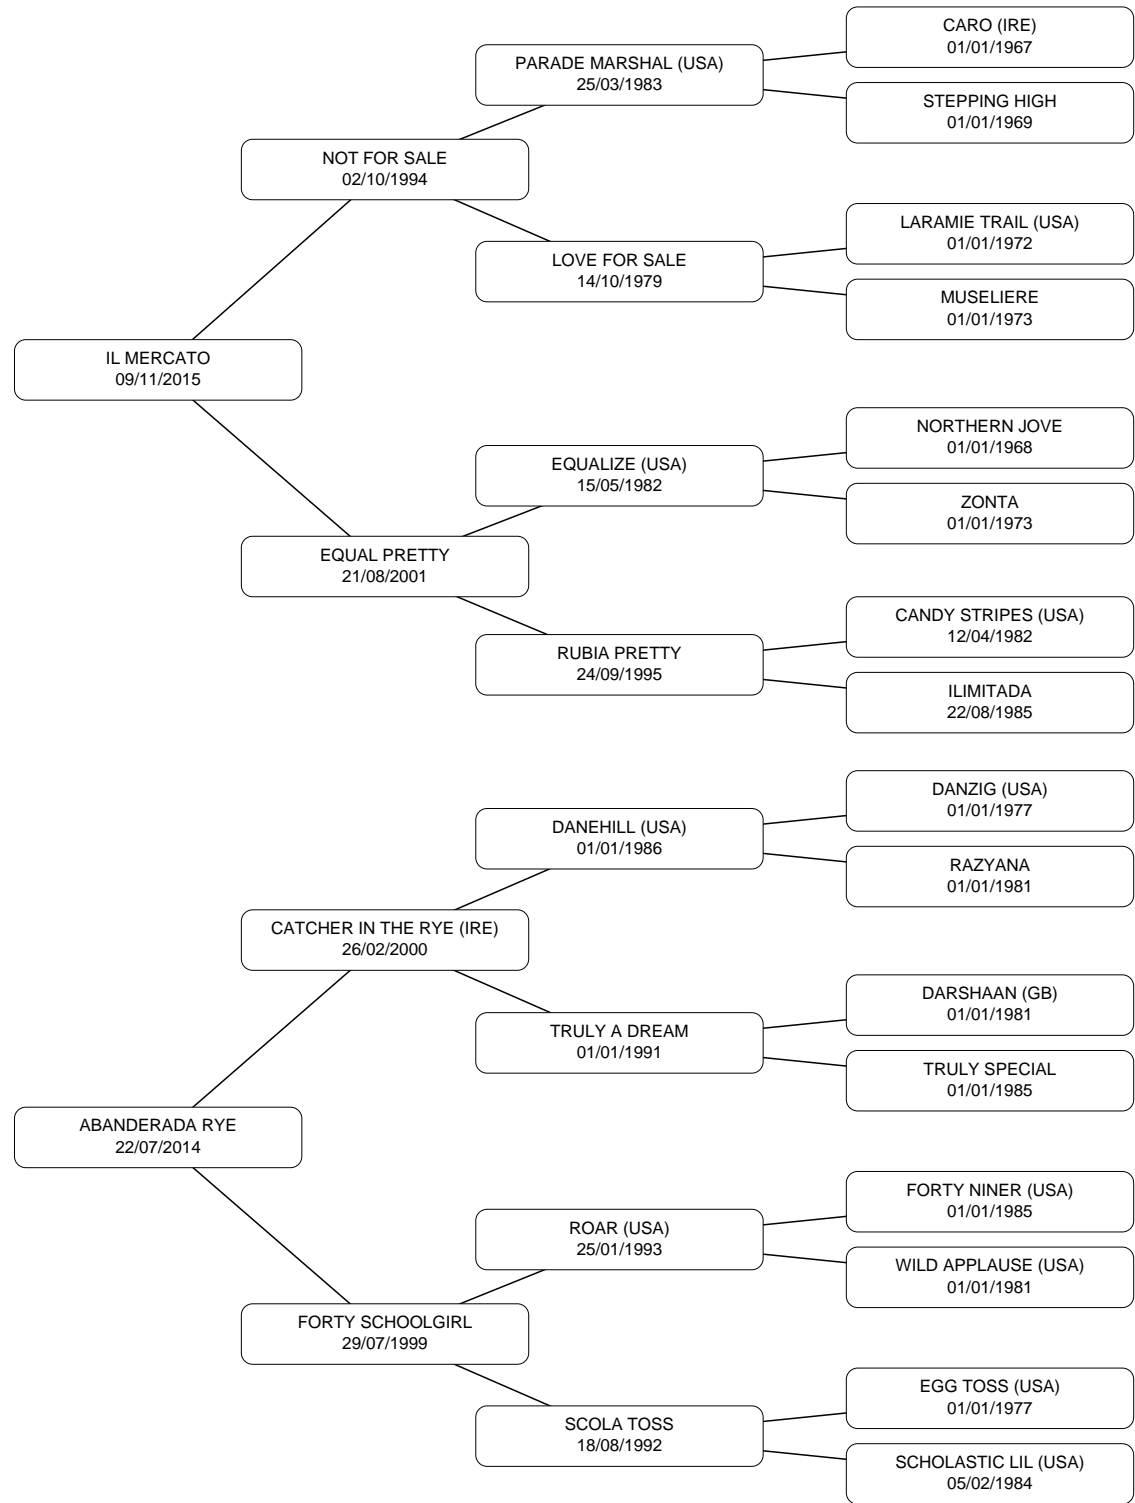 CARO (IRE)
01/01/1967
PARADE MARSHAL (USA)
25/03/1983
STEPPING HIGH
01/01/1969
NOT FOR SALE
02/10/1994
LARAMIE TRAIL (USA)
01/01/1972
LOVE FOR SALE
14/10/1979
MUSELIERE
01/01/1973
IL MERCATO
09/11/2015
NORTHERN JOVE
01/01/1968
EQUALIZE (USA)
15/05/1982
ZONTA
01/01/1973
EQUAL PRETTY
21/08/2001
CANDY STRIPES (USA)
12/04/1982
RUBIA PRETTY
24/09/1995
ILIMITADA
22/08/1985
DANZIG (USA)
01/01/1977
DANEHILL (USA)
01/01/1986
RAZYANA
01/01/1981
CATCHER IN THE RYE (IRE)
26/02/2000
DARSHAAN (GB)
01/01/1981
TRULY A DREAM
01/01/1991
TRULY SPECIAL
01/01/1985
ABANDERADA RYE
22/07/2014
FORTY NINER (USA)
01/01/1985
ROAR (USA)
25/01/1993
WILD APPLAUSE (USA)
01/01/1981
FORTY SCHOOLGIRL
29/07/1999
EGG TOSS (USA)
01/01/1977
SCOLA TOSS
18/08/1992
SCHOLASTIC LIL (USA)
05/02/1984